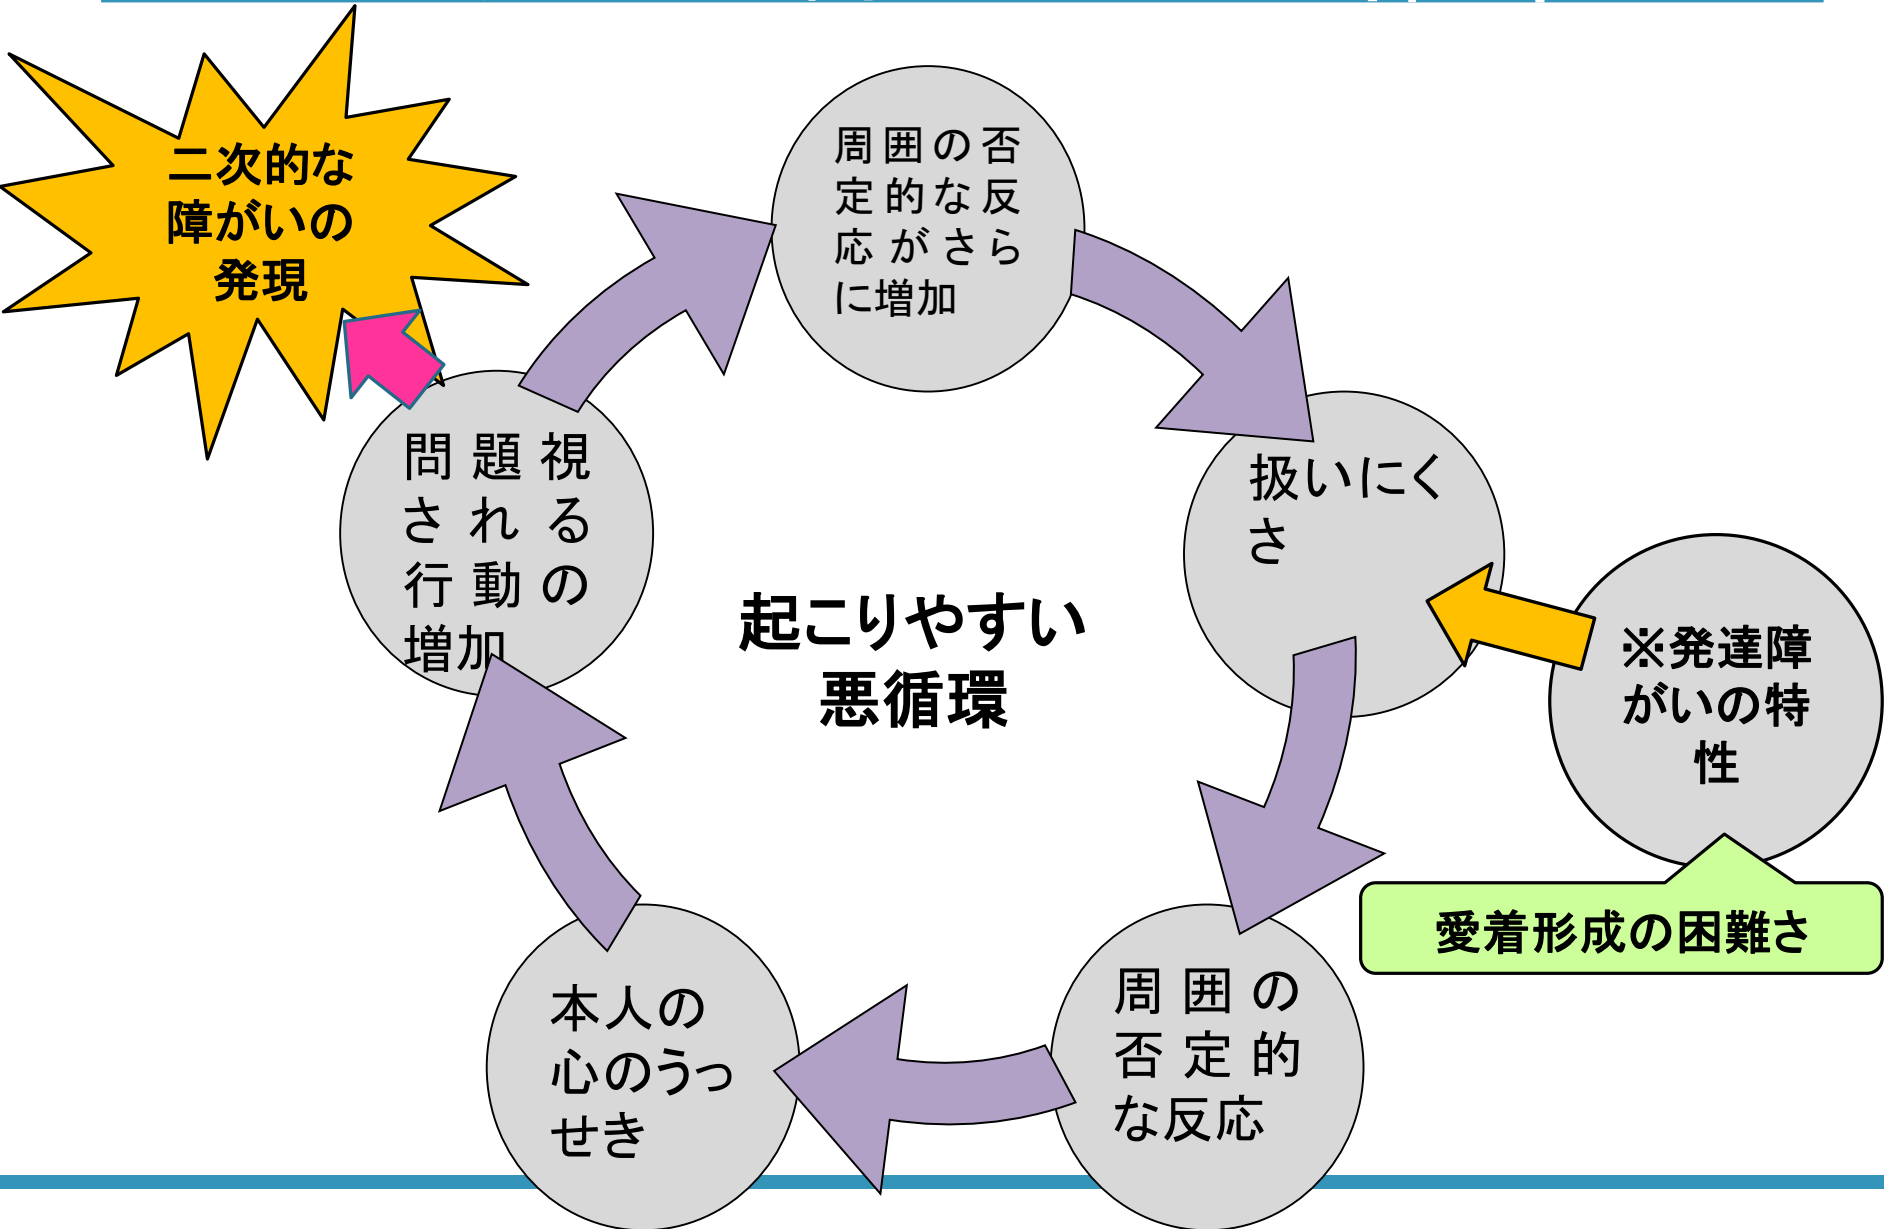 二次的な
障がいの
発現
周囲の否
定的な反
応がさら
に増加
扱いにく
さ
※発達障
がいの特
性
愛着形成の困難さ
周囲の
否定的
な反応
本人の
心のうっ
せき
問題視
される
行動の
増加
起こりやすい
悪循環